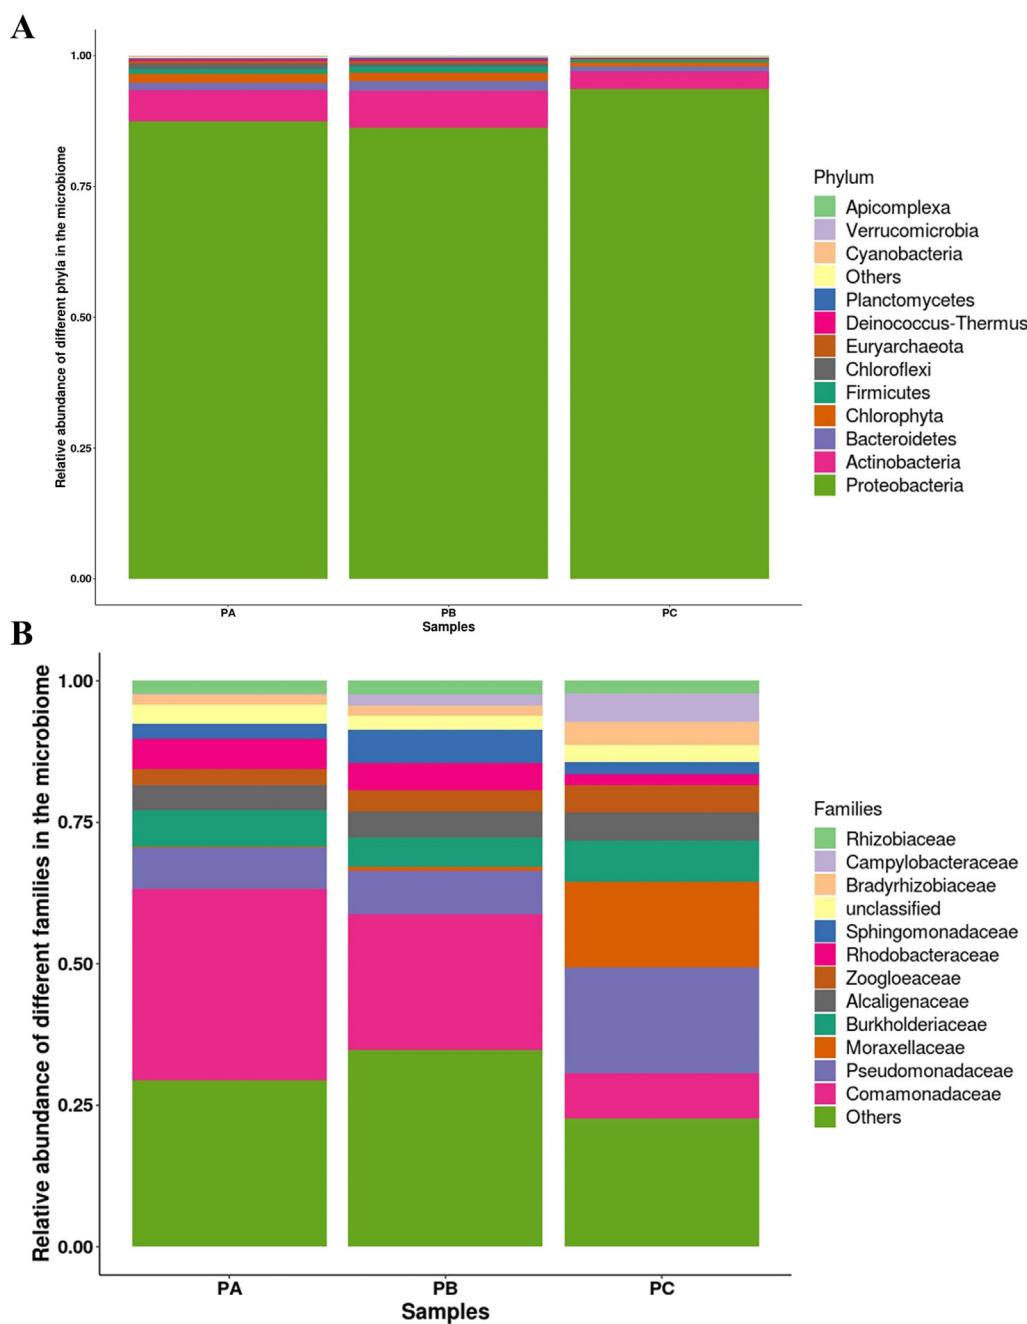 A
Relative abundance of different phyla in the microbiome
1.00
0.75
0.50
0.25
0.00
PA
PB
PC
Samples
Phylum
Apicomplexa
Verrucomicrobia
Cyanobacteria
Others
Planctomycetes
Deinococcus-Thermus
Euryarchaeota
Chloroflexi
Firmicutes
Chlorophyta
Bacteroidetes
Actinobacteria
Proteobacteria
B
Relative abundance of different families in the microbiome
1.00
0.75
0.50
0.25
0.00
PA
PB
PC
Samples
Families
Rhizobiaceae
Campylobacteraceae
Bradyrhizobiaceae
unclassified
Sphingomonadaceae
Rhodobacteraceae
Zoogloeaceae
Alcaligenaceae
Burkholderiaceae
Moraxellaceae
Pseudomonadaceae
Comamonadaceae
Others